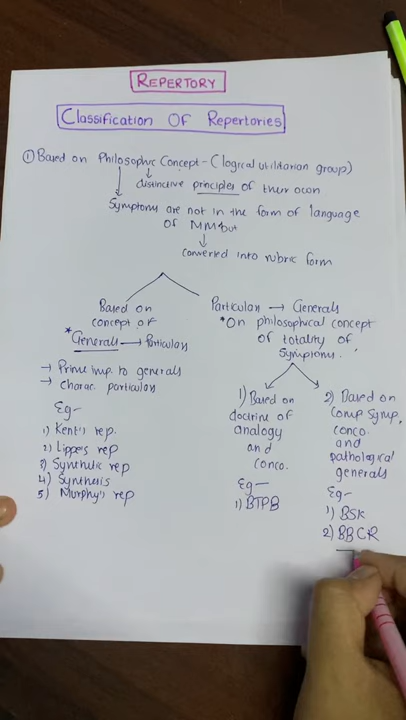 REPERTORY
Classification OF Repertories
① Based on Philosophic Concept - (logical utilitarian group)
distinctive principles of their own
Symptoms are not in the form of language
of MM but
converted into rubric form
Based on
concept of
*Generals → Particulars
→ Prime imp. to generals
→ charac. particulars
Eg-
1) Kent's rep.
2) Lippe's rep
3) Synthetic rep
4) Synthesis
5) Murphy's rep
Particulars → Generals
*On philosophical concept
of totality of
symptoms.
1) Based on
doctrine of
analogy
and
conco.
Eg-
1) BTPB
2) Based on
Comp Symp,
conco.
and
pathological
generals
Eg-
1) BSK
2) BBCR